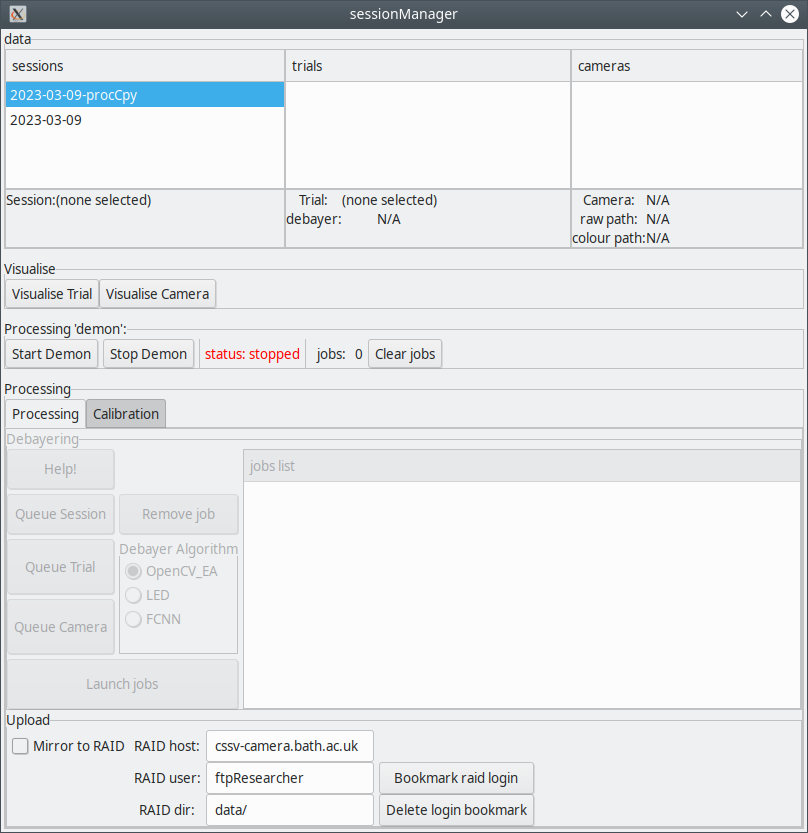 sessionManager
data
sessions
trials
cameras
2023-03-09-procCpy
2023-03-09
Session:(none selected)
Trial: (none selected)
debayer: N/A
Camera: N/A
raw path: N/A
colour path:N/A
Visualise
Visualise Trial
Visualise Camera
Processing 'demon':
Start Demon
Stop Demon
status: stopped
jobs: 0
Clear jobs
Processing
Processing
Calibration
Debayering
Help!
jobs list
Queue Session
Remove job
Queue Trial
Debayer Algorithm
OpenCV_EA
LED
FCNN
Queue Camera
Launch jobs
Upload
Mirror to RAID
RAID host:
cssv-camera.bath.ac.uk
RAID user:
ftpResearcher
Bookmark raid login
RAID dir:
data/
Delete login bookmark